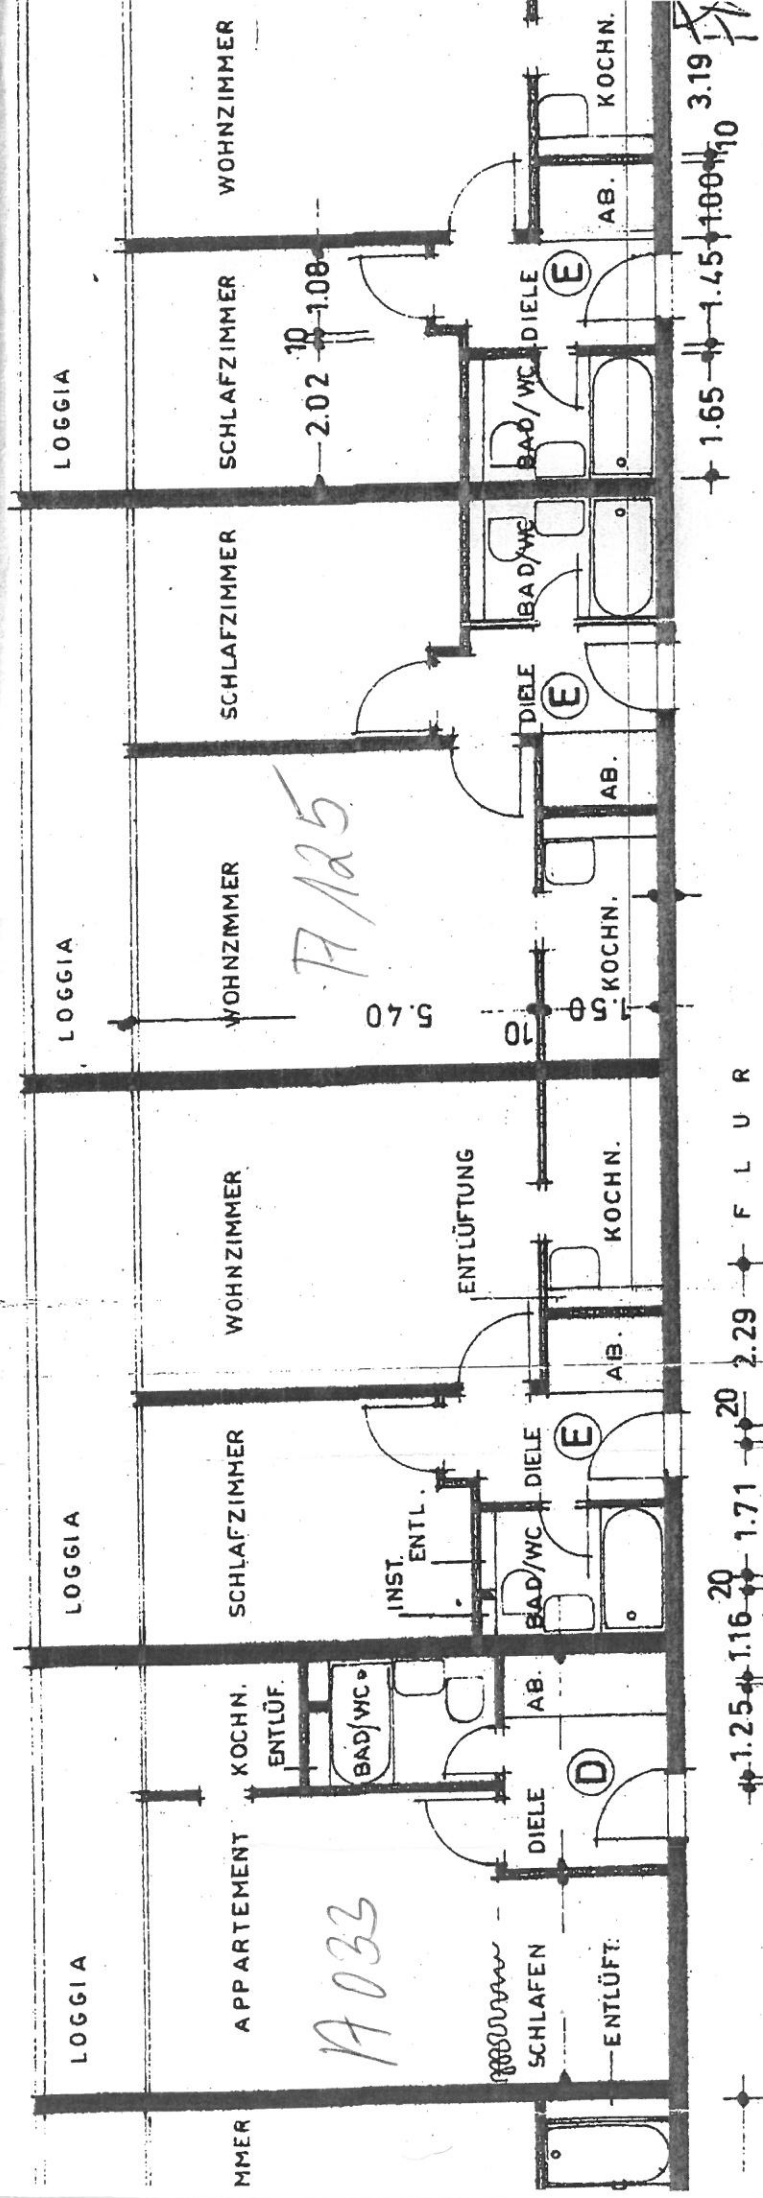 LOGGIA
LOGGIA
LOGGIA
LOGGIA
MMER
APPARTEMENT
KOCHN.
SCHLAFZIMMER
WOHNZIMMER
WOHNZIMMER
SCHLAFZIMMER
SCHLAFZIMMER
WOHNZIMMER
ENTLÜF.
2.02
10
1.08
A 033
A 125
BAD/WC
INST.
ENTL.
ENTLÜFTUNG
5.40
10
1.50
SCHLAFEN
DIELE
AB.
BAD/WC
DIELE
DIELE
BAD/WC
BAD/WC
DIELE
D
E
E
E
ENTLÜFT.
AB.
KOCHN.
KOCHN.
AB.
AB.
KOCHN.
1.25
1.16
20
1.71
20
2.29
FLUR
1.65
1.45
1.00
10
3.19